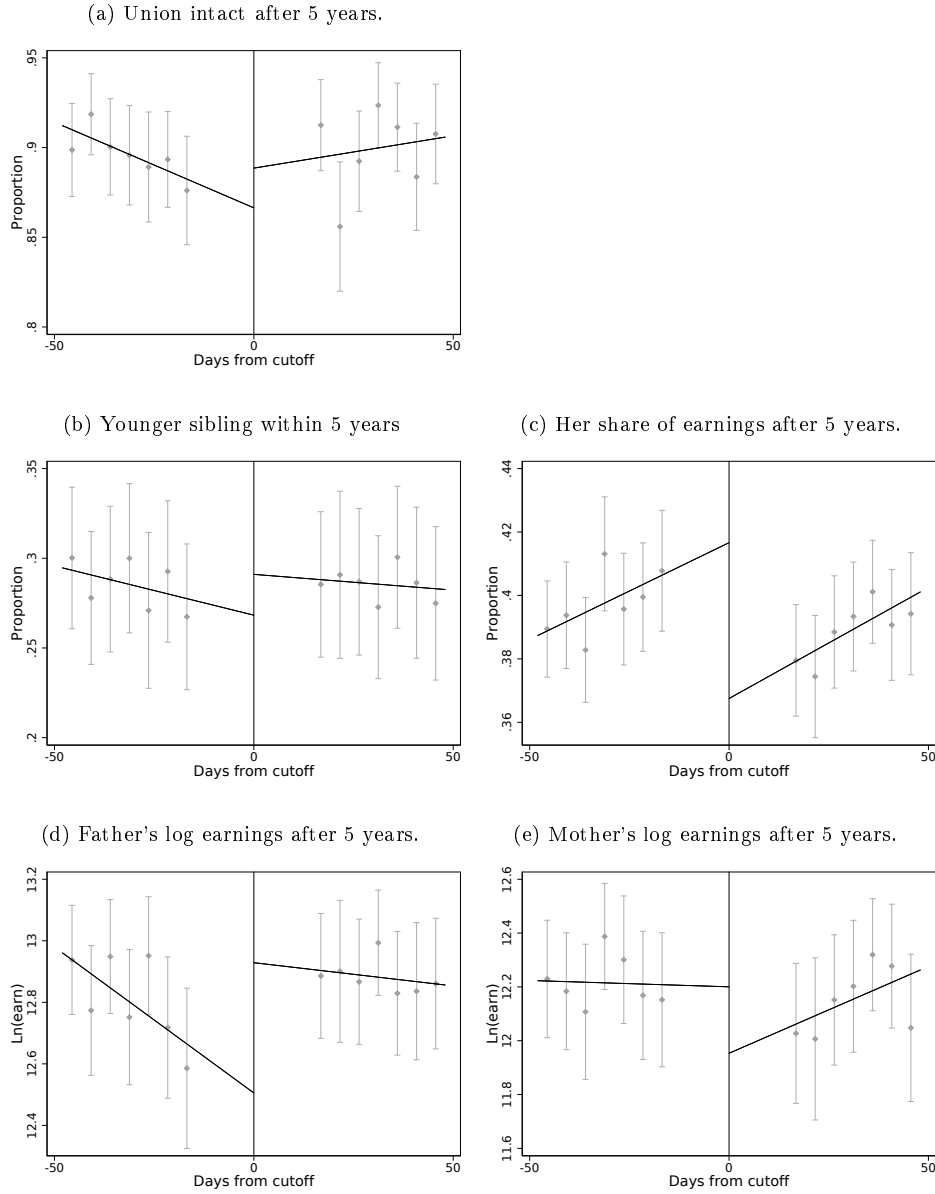 (a) Union intact after 5 years.
.95
.9
.85
.8
Proportion
-50 0 50
Days from cutoff
(b) Younger sibling within 5 years
.35
.3
.25
.2
Proportion
-50 0 50
Days from cutoff
(c) Her share of earnings after 5 years.
.44
.42
.4
.38
.36
Proportion
-50 0 50
Days from cutoff
(d) Father's log earnings after 5 years.
13.2
13
12.8
12.6
12.4
Ln(earn)
-50 0 50
Days from cutoff
(e) Mother's log earnings after 5 years.
12.6
12.4
12.2
12
11.8
11.6
Ln(earn)
-50 0 50
Days from cutoff